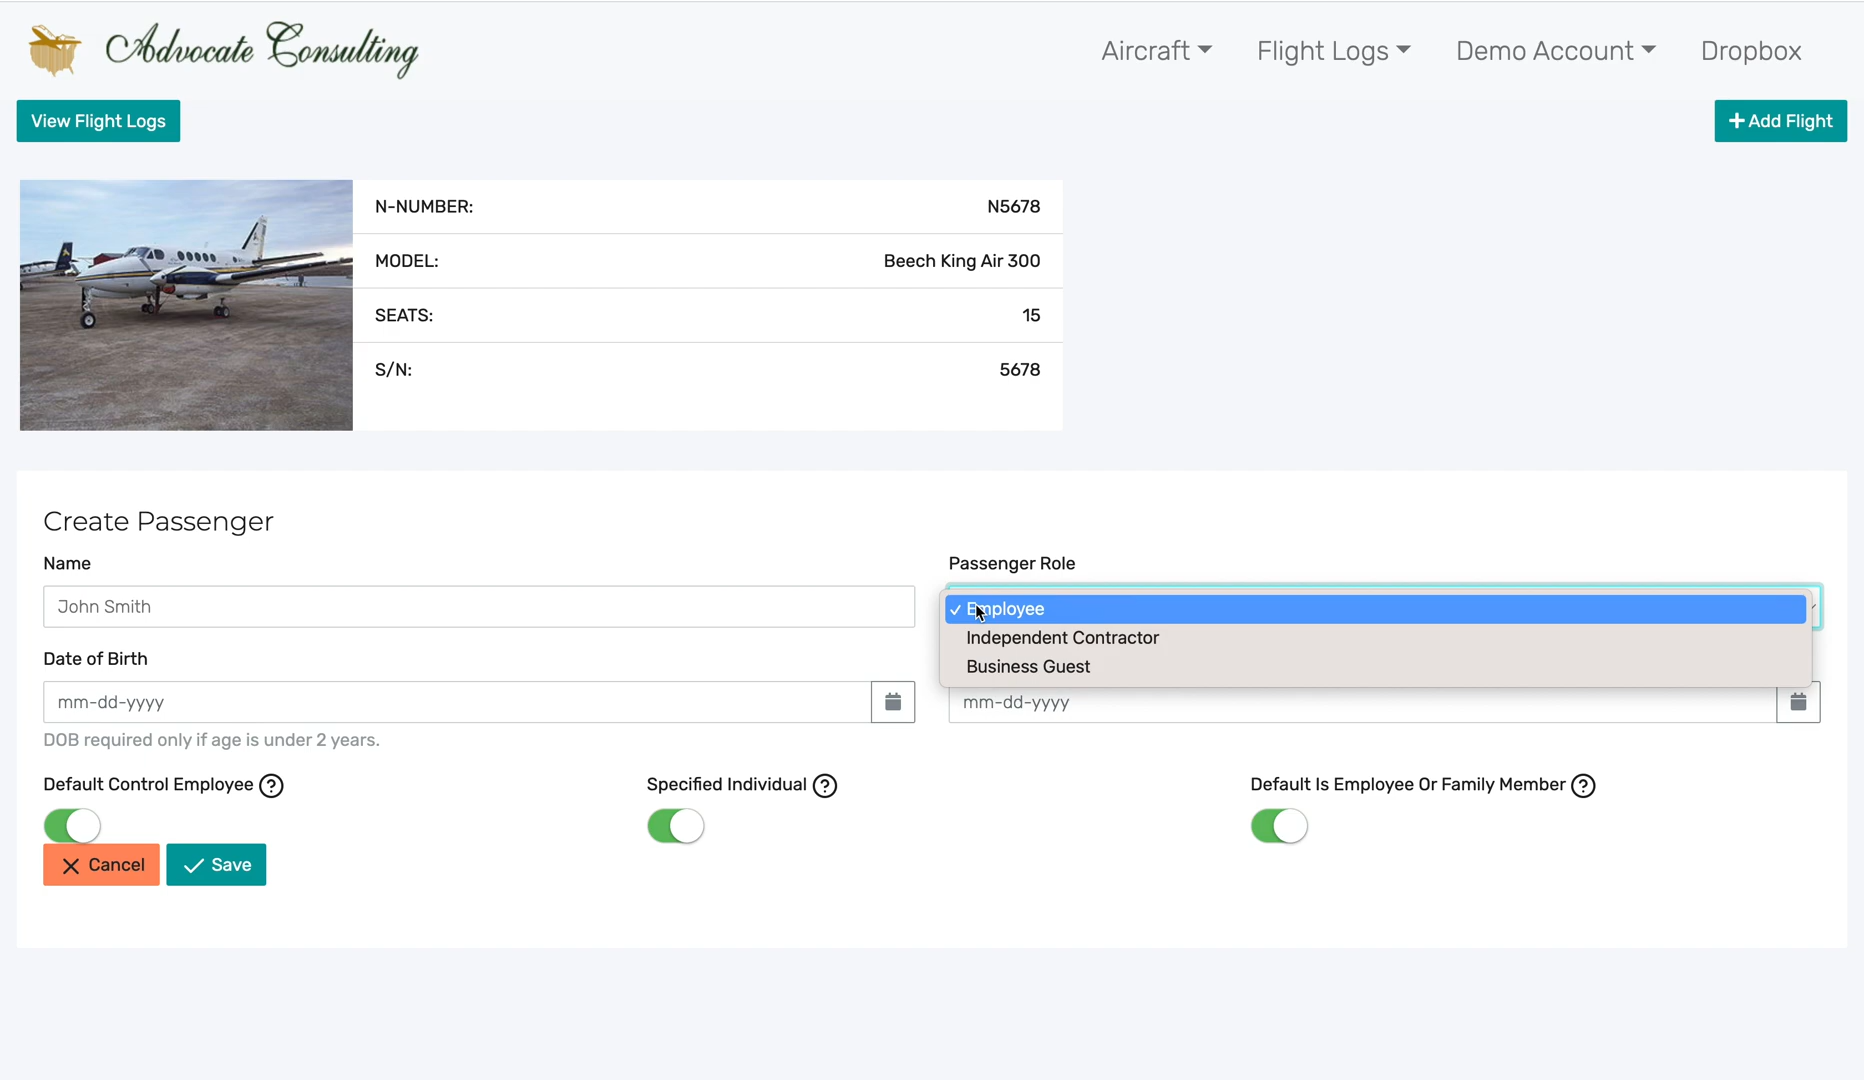 Advocate Consulting
Aircraft
Flight Logs
Demo Account
Dropbox
View Flight Logs
+ Add Flight
N-NUMBER: N5678
MODEL: Beech King Air 300
SEATS: 15
S/N: 5678
Create Passenger
Name
John Smith
Passenger Role
✓ Employee
Independent Contractor
Business Guest
Date of Birth
mm-dd-yyyy
mm-dd-yyyy
DOB required only if age is under 2 years.
Default Control Employee ?
Specified Individual ?
Default Is Employee Or Family Member ?
Cancel
Save